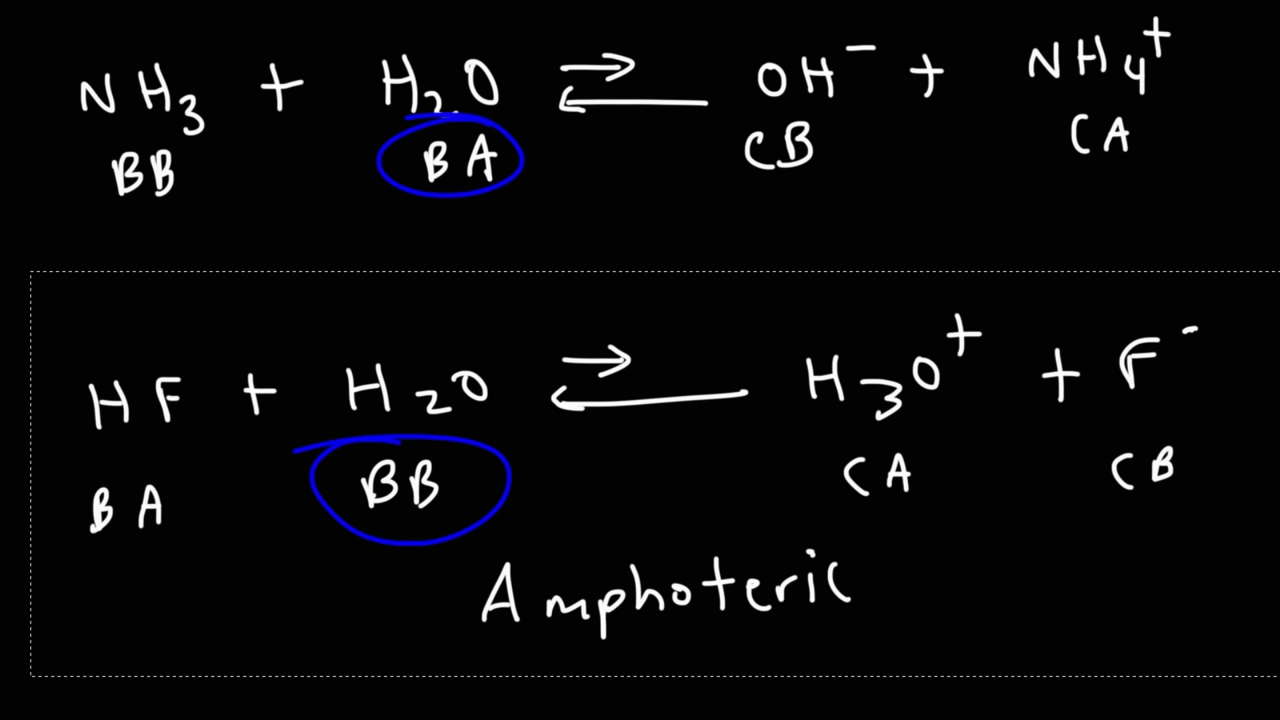 NH₃ + H₂O ⇌ OH⁻ + NH₄⁺
BB BA CB CA
HF + H₂O ⇌ H₃O⁺ + F⁻
BA BB CA CB
Amphoteric